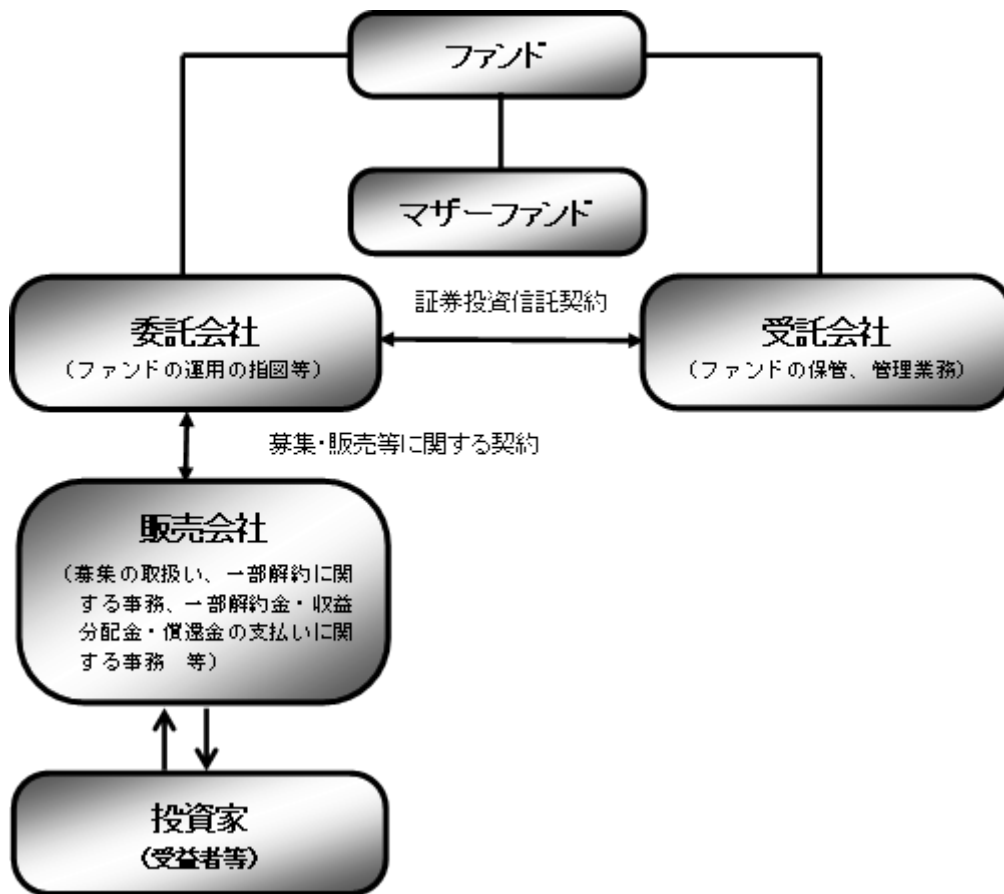 ファンド
マザーファンド
証券投資信託契約
委託会社
（ファンドの運用の指図等）
受託会社
（ファンドの保管、管理業務）
募集・販売等に関する契約
販売会社
（募集の取扱い、一部解約に関
する事務、一部解約金・収益
分配金・償還金の支払いに関
する事務　等）
投資家
（受益者等）